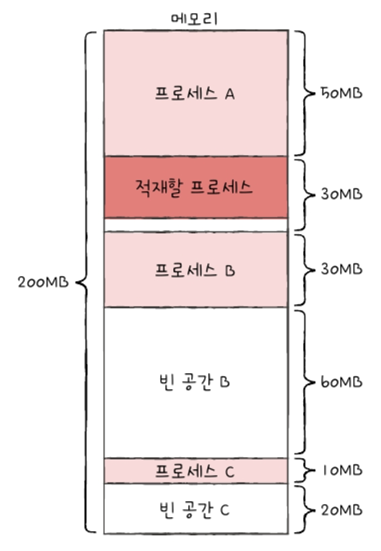 메모리
프로세스 A
50MB
적재할 프로세스
30MB
프로세스 B
30MB
200MB
빈 공간 B
60MB
프로세스 C
10MB
빈 공간 C
20MB